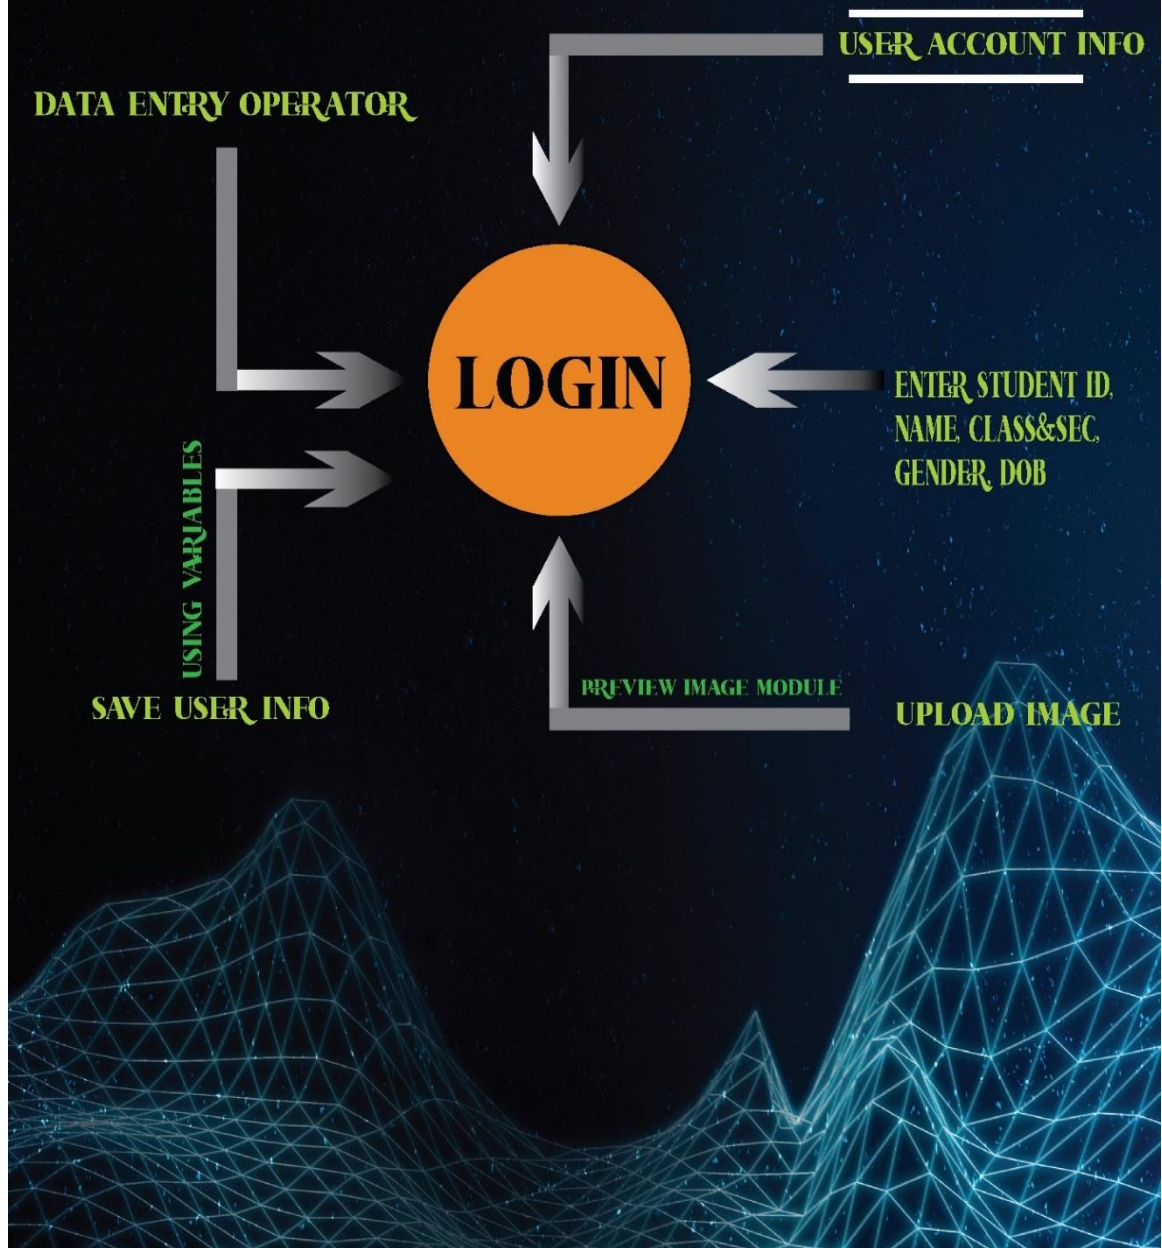 USER ACCOUNT INFO
DATA ENTRY OPERATOR
LOGIN
ENTER STUDENT ID,
NAME, CLASS&SEC,
GENDER, DOB
USING VARIABLES
SAVE USER INFO
PREVIEW IMAGE MODULE
UPLOAD IMAGE